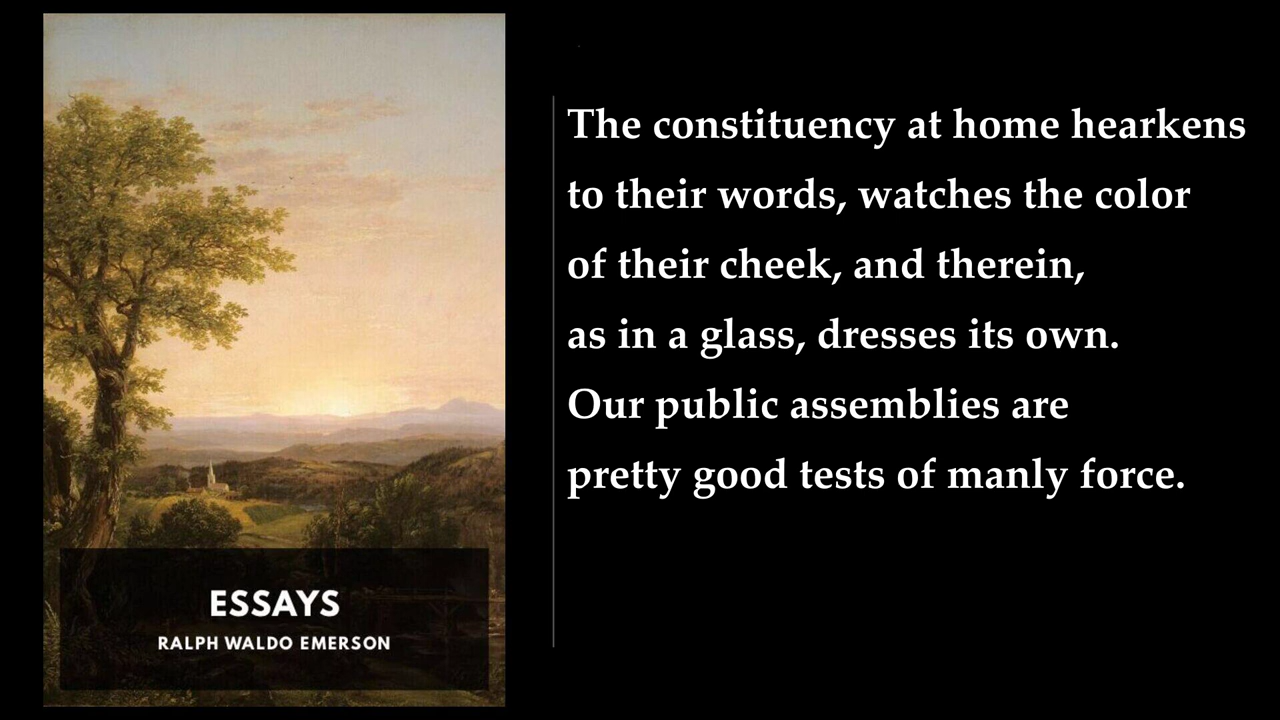 ESSAYS
RALPH WALDO EMERSON
The constituency at home hearkens
to their words, watches the color
of their cheek, and therein,
as in a glass, dresses its own.
Our public assemblies are
pretty good tests of manly force.